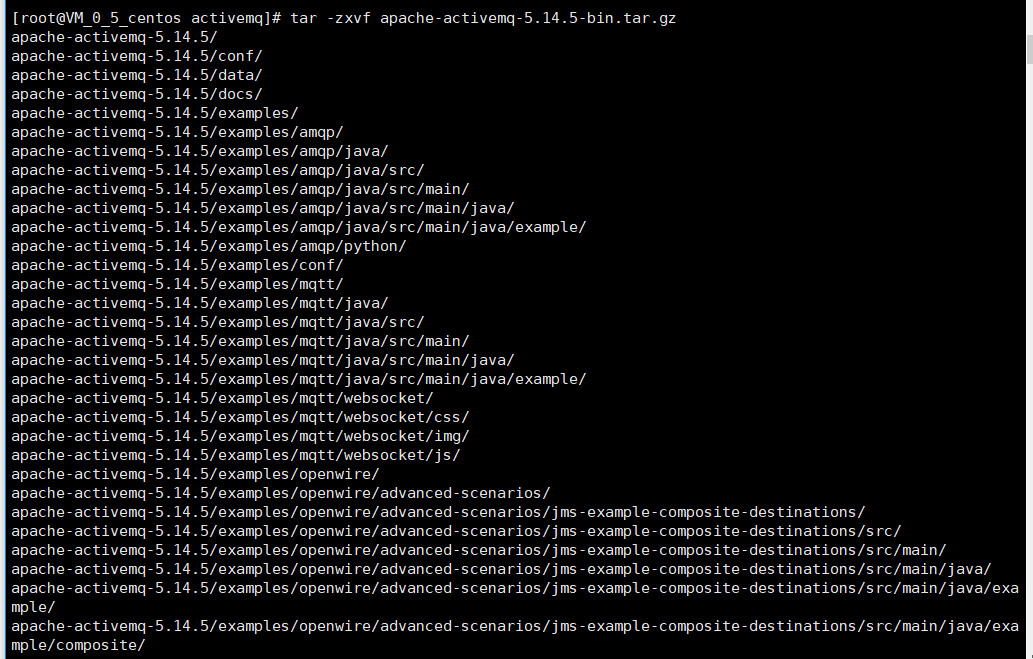 [root@VM_0_5_centos activemq]# tar -zxvf apache-activemq-5.14.5-bin.tar.gz
apache-activemq-5.14.5/
apache-activemq-5.14.5/conf/
apache-activemq-5.14.5/data/
apache-activemq-5.14.5/docs/
apache-activemq-5.14.5/examples/
apache-activemq-5.14.5/examples/amqp/
apache-activemq-5.14.5/examples/amqp/java/
apache-activemq-5.14.5/examples/amqp/java/src/
apache-activemq-5.14.5/examples/amqp/java/src/main/
apache-activemq-5.14.5/examples/amqp/java/src/main/java/
apache-activemq-5.14.5/examples/amqp/java/src/main/java/example/
apache-activemq-5.14.5/examples/amqp/python/
apache-activemq-5.14.5/examples/conf/
apache-activemq-5.14.5/examples/mqtt/
apache-activemq-5.14.5/examples/mqtt/java/
apache-activemq-5.14.5/examples/mqtt/java/src/
apache-activemq-5.14.5/examples/mqtt/java/src/main/
apache-activemq-5.14.5/examples/mqtt/java/src/main/java/
apache-activemq-5.14.5/examples/mqtt/java/src/main/java/example/
apache-activemq-5.14.5/examples/mqtt/websocket/
apache-activemq-5.14.5/examples/mqtt/websocket/css/
apache-activemq-5.14.5/examples/mqtt/websocket/img/
apache-activemq-5.14.5/examples/mqtt/websocket/js/
apache-activemq-5.14.5/examples/openwire/
apache-activemq-5.14.5/examples/openwire/advanced-scenarios/
apache-activemq-5.14.5/examples/openwire/advanced-scenarios/jms-example-composite-destinations/
apache-activemq-5.14.5/examples/openwire/advanced-scenarios/jms-example-composite-destinations/src/
apache-activemq-5.14.5/examples/openwire/advanced-scenarios/jms-example-composite-destinations/src/main/
apache-activemq-5.14.5/examples/openwire/advanced-scenarios/jms-example-composite-destinations/src/main/java/
apache-activemq-5.14.5/examples/openwire/advanced-scenarios/jms-example-composite-destinations/src/main/java/exa
mple/
apache-activemq-5.14.5/examples/openwire/advanced-scenarios/jms-example-composite-destinations/src/main/java/exa
mple/composite/